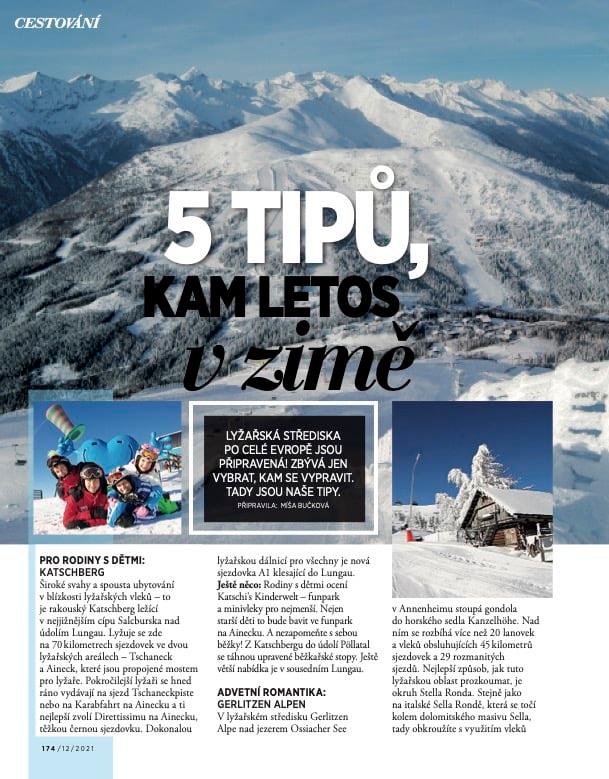 CESTOVÁNÍ
5 TIPŮ,
KAM LETOS
v zimě
LYŽAŘSKÁ STŘEDISKA
PO CELÉ EVROPĚ JSOU
PŘIPRAVENÁ! ZBÝVÁ JEN
VYBRAT, KAM SE VYPRAVIT.
TADY JSOU NAŠE TIPY.
PŘIPRAVILA: MÍŠA BUČKOVÁ
PRO RODINY S DĚTMI:
KATSCHBERG
Široké svahy a spousta ubytování
v blízkosti lyžařských vleků – to
je rakouský Katschberg ležící
v nejjižnějším cípu Salcburska nad
údolím Lungau. Lyžuje se zde
na 70 kilometrech sjezdovek ve dvou
lyžařských areálech – Tschaneck
a Aineck, které jsou propojené mostem
pro lyžaře. Pokročilejší lyžaři se hned
ráno vydávají na sjezd Tschaneckpiste
nebo na Karabfahrt na Ainecku a ti
nejlepší zvolí Direttissimu na Ainecku,
těžkou černou sjezdovku. Dokonalou
lyžařskou dálnicí pro všechny je nová
sjezdovka A1 klesající do Lungau.
Ještě něco: Rodiny s dětmi ocení
Katschi's Kinderwelt – funpark
a minivleky pro nejmenší. Nejen
starší děti to bude bavit ve funpark
na Ainecku. A nezapomeňte s sebou
běžky! Z Katschbergu do údolí Pöllatal
se táhnou upravené běžkařské stopy. Ještě
větší nabídka je v sousedním Lungau.
ADVETNÍ ROMANTIKA:
GERLITZEN ALPEN
V lyžařském středisku Gerlitzen
Alpe nad jezerem Ossiacher See
v Annenheimu stoupá gondola
do horského sedla Kanzelhöhe. Nad
ním se rozbíhá více než 20 lanovek
a vleků obsluhujících 45 kilometrů
sjezdovek a 29 rozmanitých
sjezdů. Nejlepší způsob, jak tuto
lyžařskou oblast prozkoumat, je
okruh Stella Ronda. Stejně jako
na italské Sella Rondě, která se točí
kolem dolomitského masivu Sella,
tady obkroužíte s využitím vleků
174 /12/2021